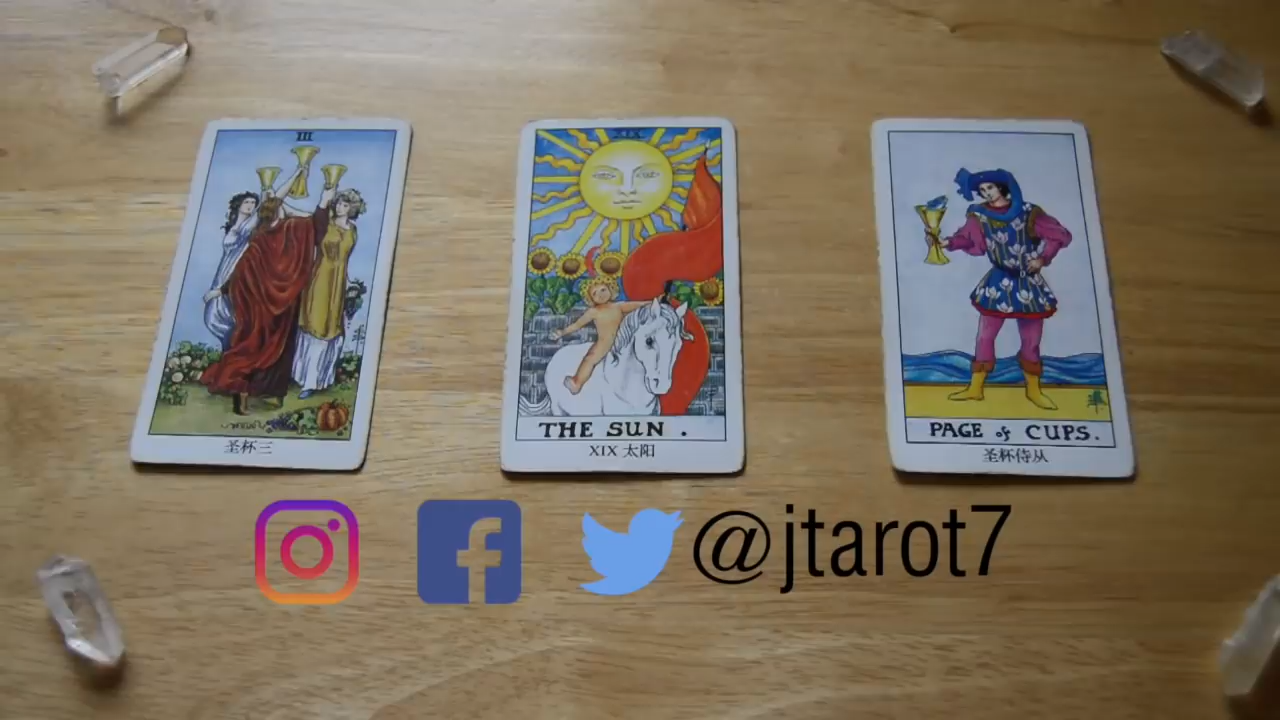 III
圣杯三
THE SUN .
XIX 太阳
PAGE of CUPS.
圣杯侍从
@jtarot7